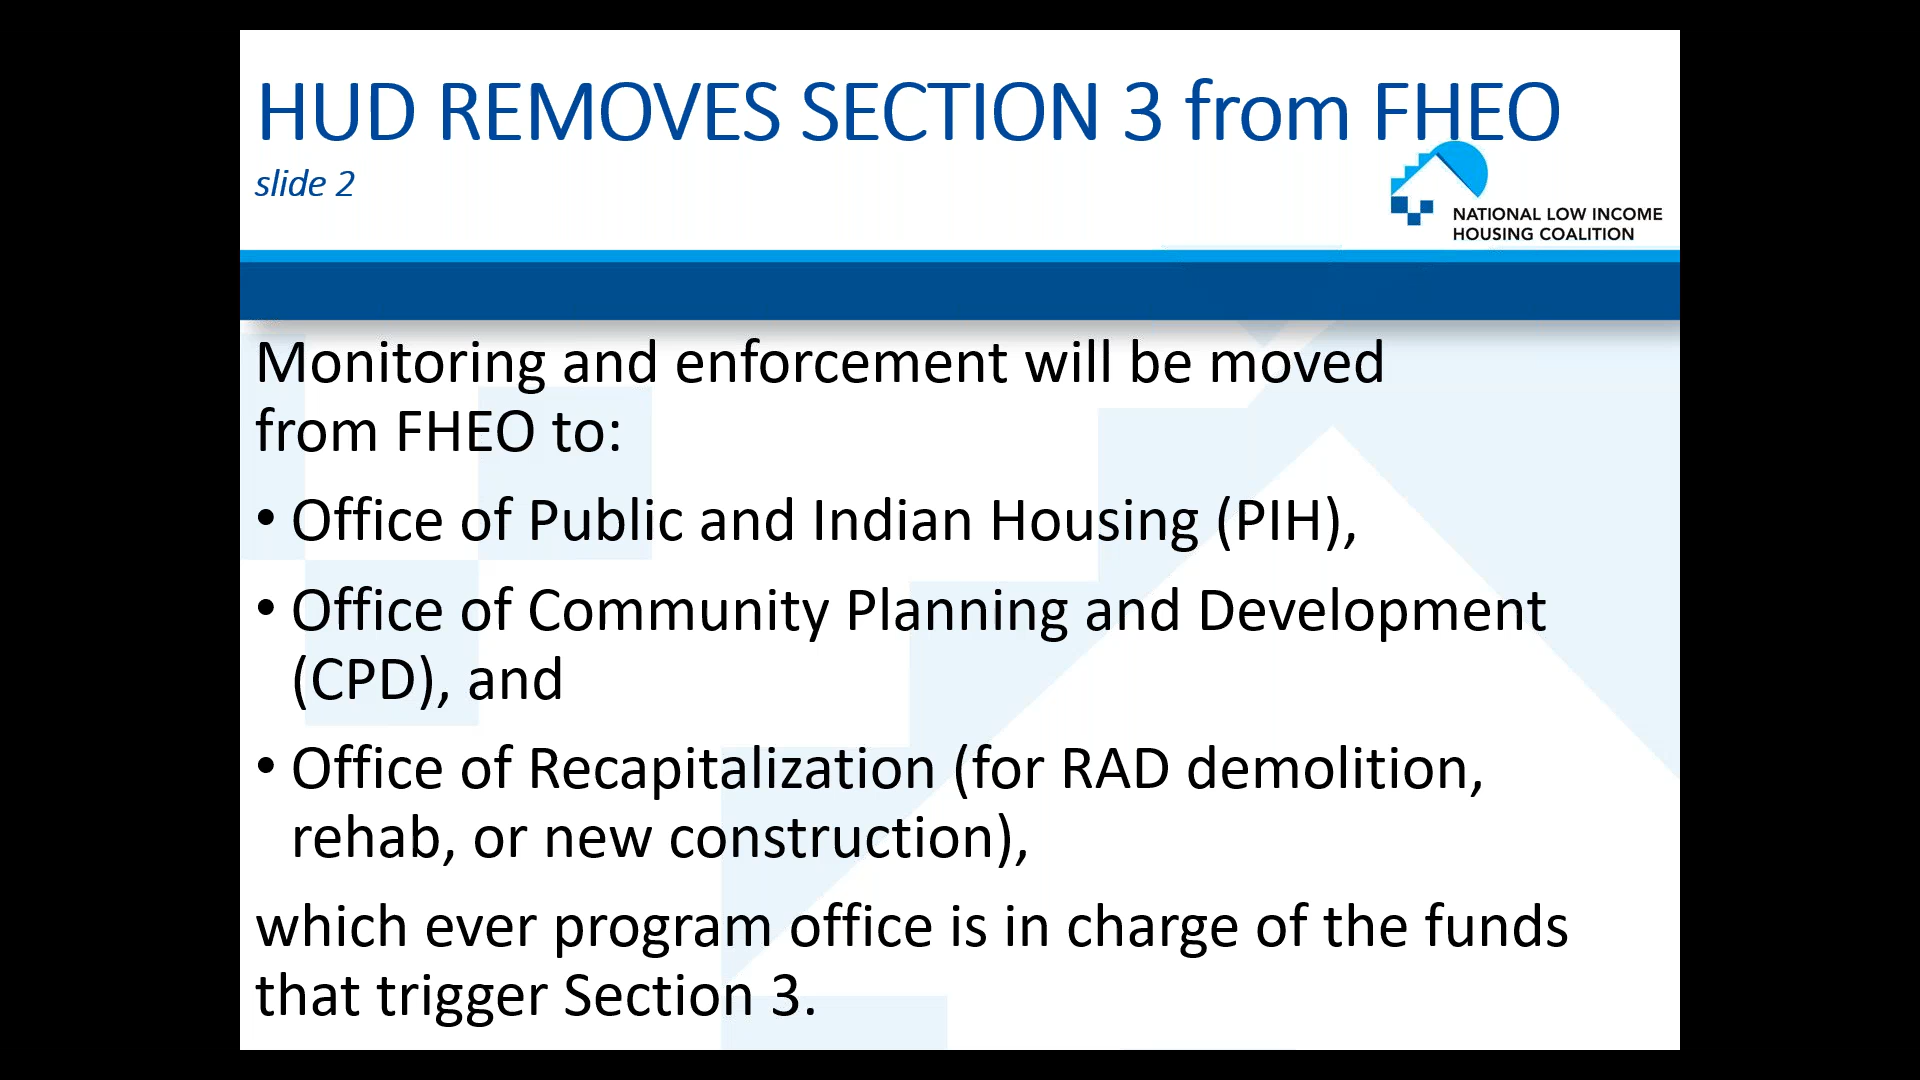 HUD REMOVES SECTION 3 from FHEO
slide 2
NATIONAL LOW INCOME
HOUSING COALITION
Monitoring and enforcement will be moved
from FHEO to:
• Office of Public and Indian Housing (PIH),
• Office of Community Planning and Development
(CPD), and
• Office of Recapitalization (for RAD demolition,
rehab, or new construction),
which ever program office is in charge of the funds
that trigger Section 3.